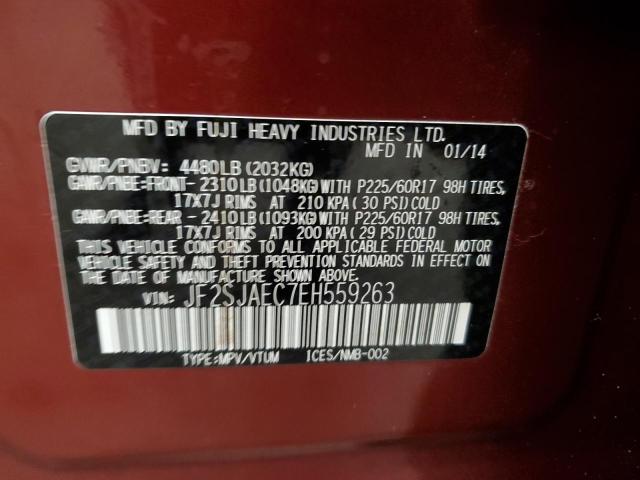 MFD BY FUJI HEAVY INDUSTRIES LTD.
MFD IN 01/14
GVWR/PNBV: 4480LB(2032KG)
GAWR/PNBE:FRONT- 2310LB(1048KG)WITH P225/60R17 98H TIRES,
17X7J RIMS AT 210 KPA( 30 PSI)COLD
GAWR/PNBE:REAR - 2410LB(1093KG)WITH P225/60R17 98H TIRES,
17X7J RIMS AT 200 KPA( 29 PSI)COLD
THIS VEHICLE CONFORMS TO ALL APPLICABLE FEDERAL MOTOR
VEHICLE SAFETY AND THEFT PREVENTION STANDARDS IN EFFECT ON
THE DATE OF MANUFACTURE SHOWN ABOVE.
VIN: JF2SJAEC7EH559263
TYPE:MPV/VTUM ICES/NMB-002